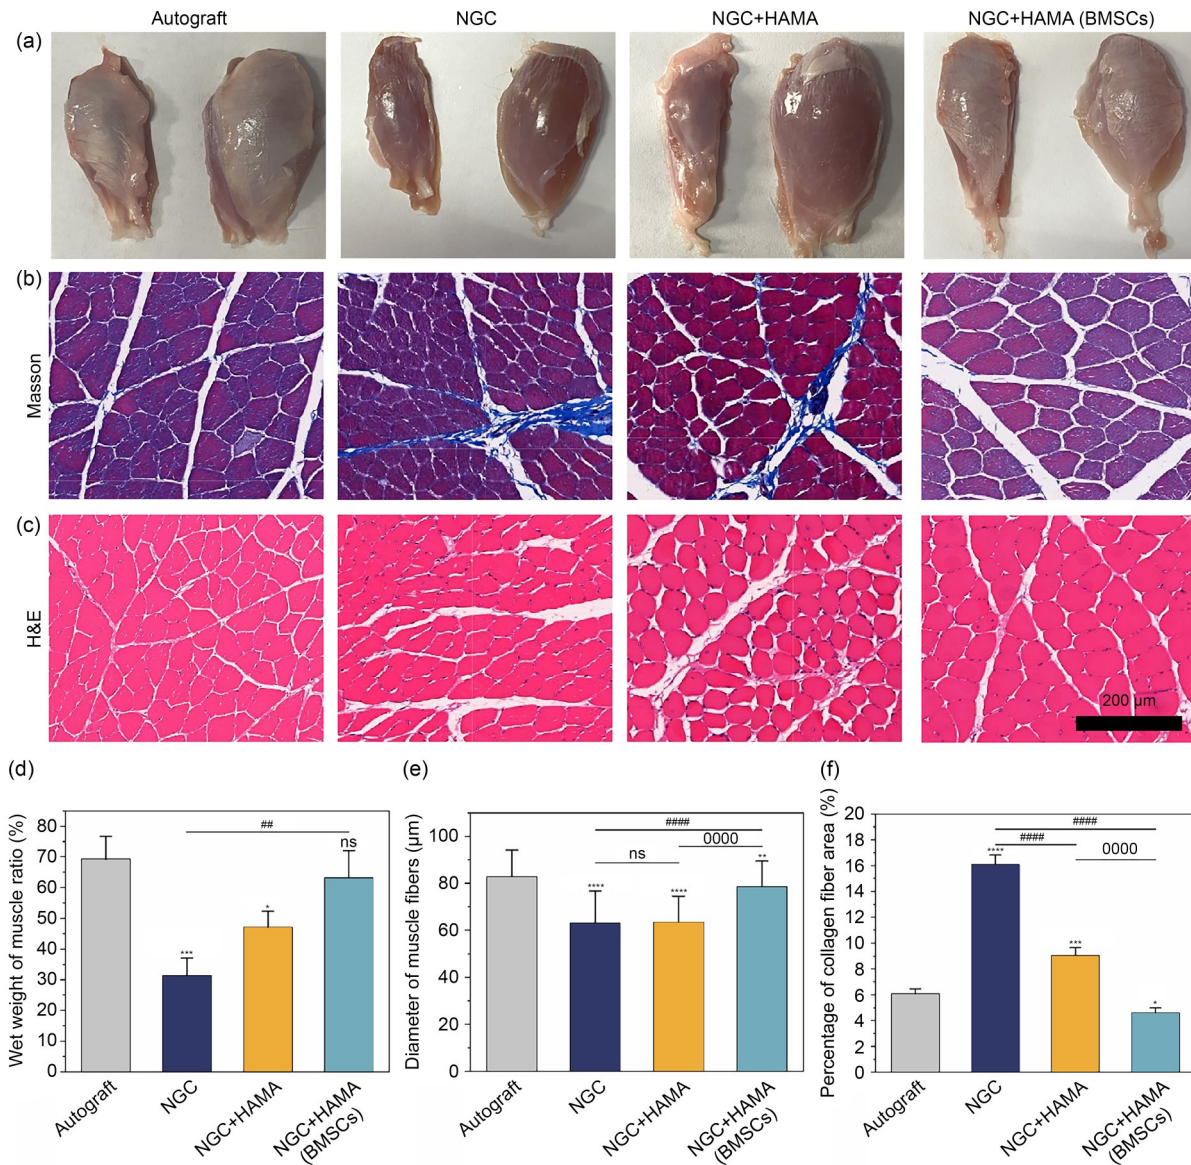 Autograft
NGC
NGC+HAMA
NGC+HAMA (BMSCs)
(a)
(b)
Masson
(c)
H&E
200 μm
(d)
Wet weight of muscle ratio (%)
80
70
60
50
40
30
20
10
0
##
***
*
ns
Autograft
NGC
NGC+HAMA
NGC+HAMA
(BMSCs)
(e)
Diameter of muscle fibers (μm)
100
80
60
40
20
0
####
ns
0000
****
****
**
Autograft
NGC
NGC+HAMA
NGC+HAMA
(BMSCs)
(f)
Percentage of collagen fiber area (%)
20
18
16
14
12
10
8
6
4
2
0
####
####
0000
****
***
*
Autograft
NGC
NGC+HAMA
NGC+HAMA
(BMSCs)